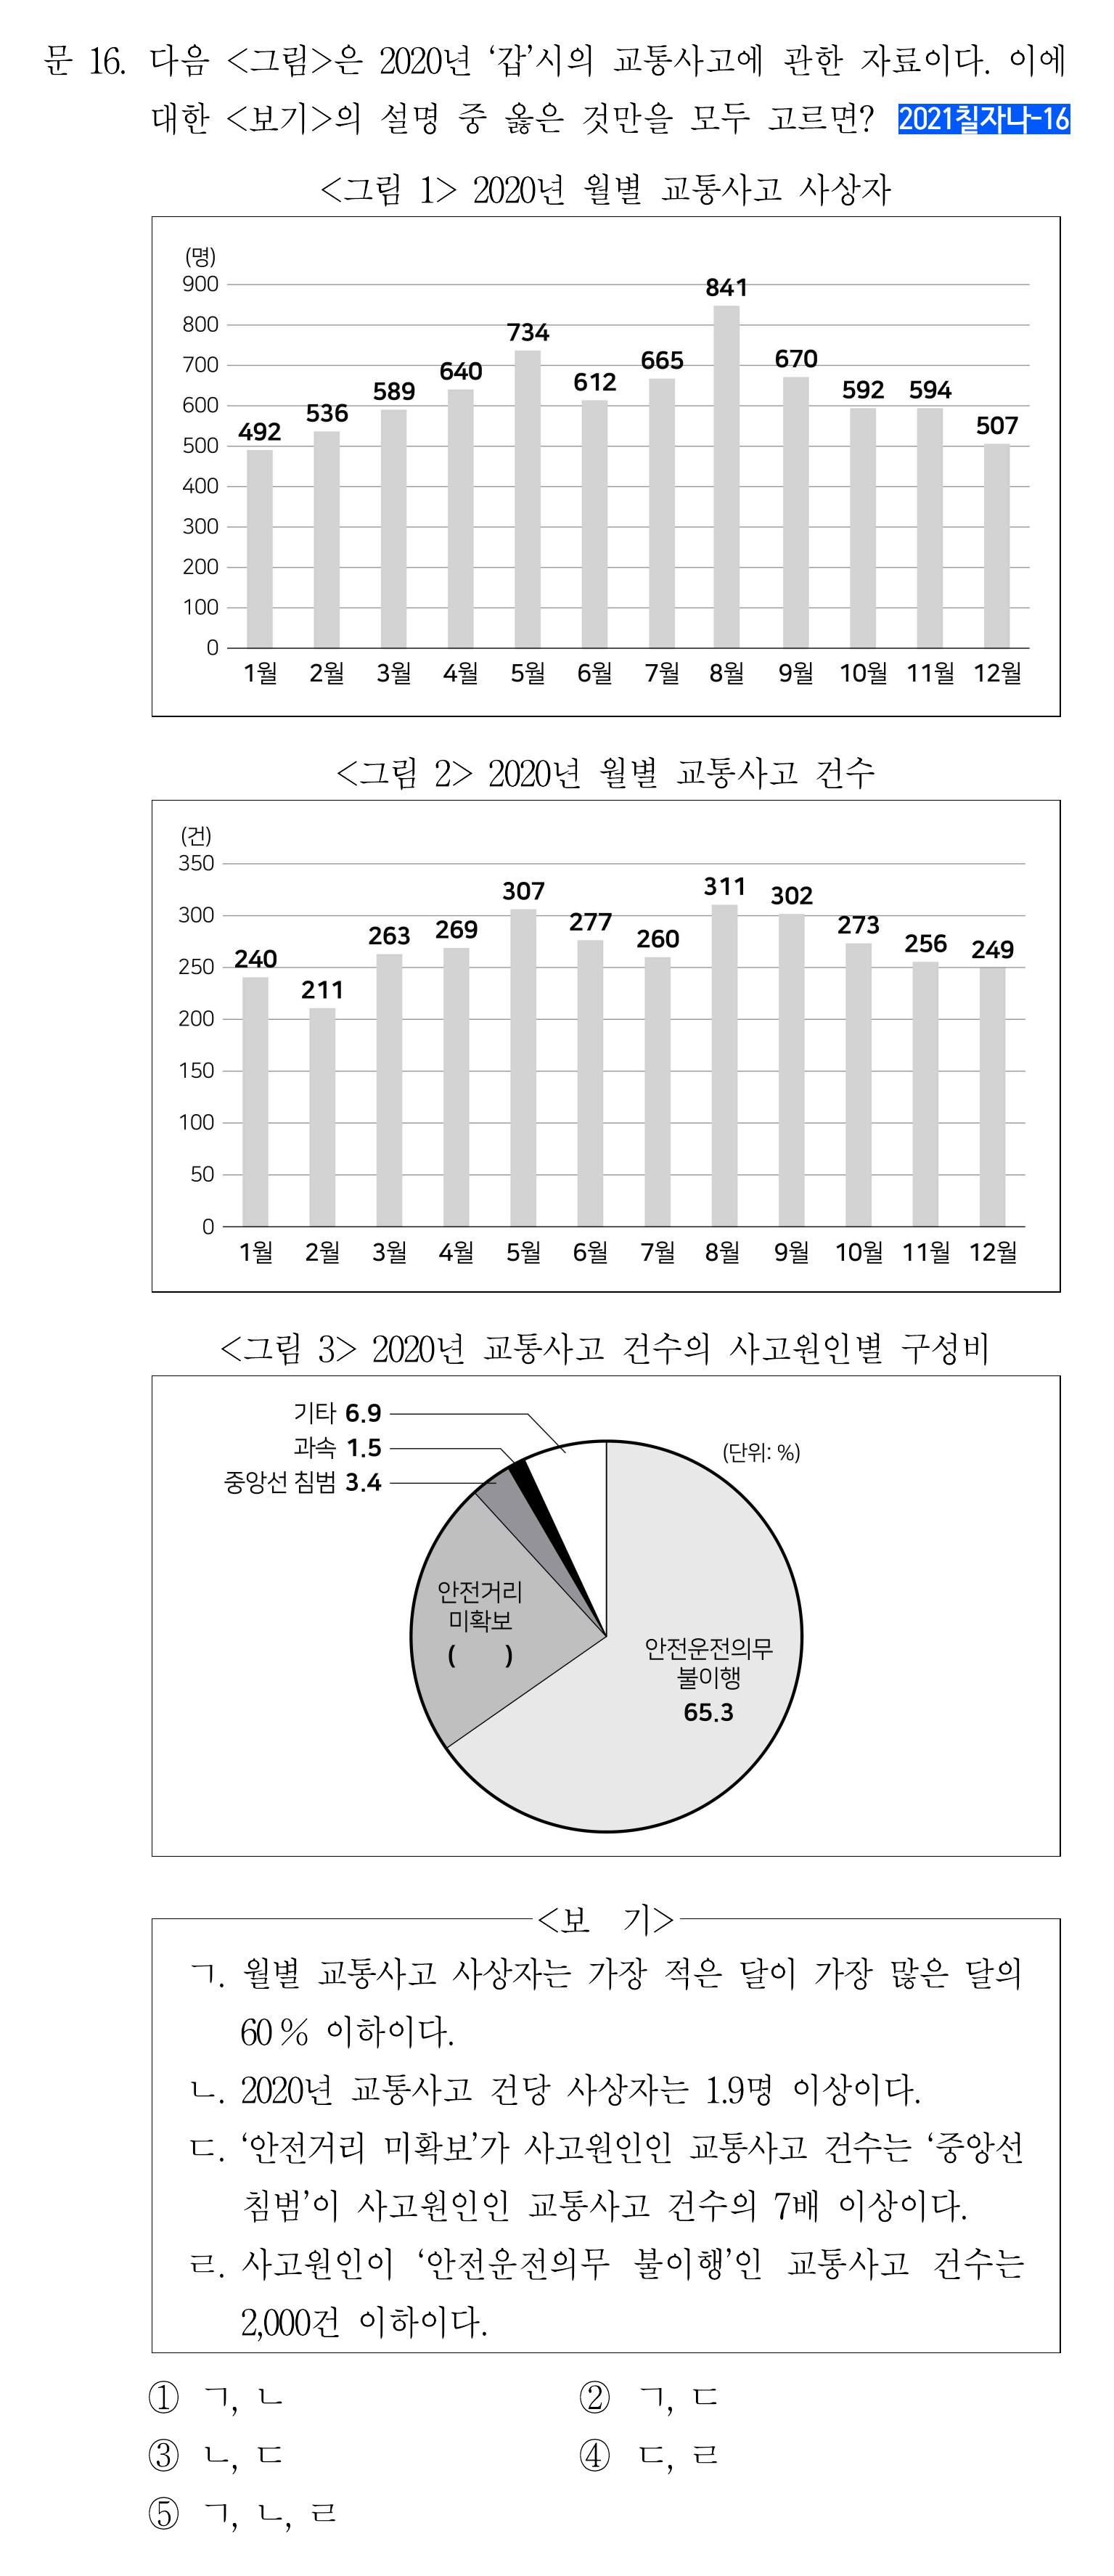 문 16. 다음 <그림>은 2020년 ‘갑’시의 교통사고에 관한 자료이다. 이에
대한 <보기>의 설명 중 옳은 것만을 모두 고르면? 2021칠자나-16
<그림 1> 2020년 월별 교통사고 사상자
(명)
900
800
700
600
500
400
300
200
100
0
492 536 589 640 734 612 665 841 670 592 594 507
1월 2월 3월 4월 5월 6월 7월 8월 9월 10월 11월 12월
<그림 2> 2020년 월별 교통사고 건수
(건)
350
300
250
200
150
100
50
0
240 211 263 269 307 277 260 311 302 273 256 249
1월 2월 3월 4월 5월 6월 7월 8월 9월 10월 11월 12월
<그림 3> 2020년 교통사고 건수의 사고원인별 구성비
기타 6.9
과속 1.5
중앙선 침범 3.4
(단위: %)
안전거리
미확보
( )
안전운전의무
불이행
65.3
<보 기>
ㄱ. 월별 교통사고 사상자는 가장 적은 달이 가장 많은 달의
60 % 이하이다.
ㄴ. 2020년 교통사고 건당 사상자는 1.9명 이상이다.
ㄷ. ‘안전거리 미확보’가 사고원인인 교통사고 건수는 ‘중앙선
침범’이 사고원인인 교통사고 건수의 7배 이상이다.
ㄹ. 사고원인이 ‘안전운전의무 불이행’인 교통사고 건수는
2,000건 이하이다.
① ㄱ, ㄴ ② ㄱ, ㄷ
③ ㄴ, ㄷ ④ ㄷ, ㄹ
⑤ ㄱ, ㄴ, ㄹ